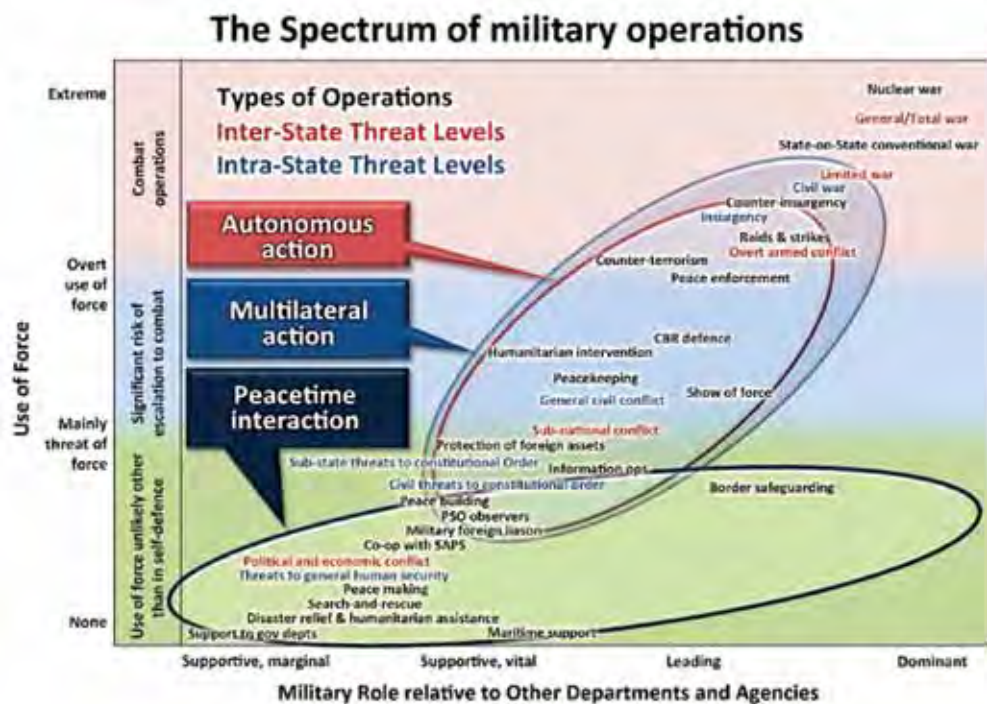 The Spectrum of military operations
Extreme
Overt
use of
force
Mainly
threat of
force
None
Use of Force
Combat
operations
Significant risk of
escalation to combat
Use of force unlikely other
than in self-defence
Types of Operations
Inter-State Threat Levels
Intra-State Threat Levels
Autonomous
action
Multilateral
action
Peacetime
interaction
Nuclear war
General/Total war
State-on-State conventional war
Limited war
Civil war
Counter-insurgency
Insurgency
Raids & strikes
Overt armed conflict
Counter-terrorism
Peace enforcement
CBR defence
Humanitarian intervention
Peacekeeping
Show of force
General civil conflict
Sub-national conflict
Protection of foreign assets
Sub-state threats to constitutional Order
Information ops
Civil threats to constitutional order
Border safeguarding
Peace building
PSO observers
Military foreign liason
Co-op with SAPS
Political and economic conflict
Threats to general human security
Peace making
Search-and-rescue
Disaster relief & humanitarian assistance
Support to gov depts
Maritime support
Supportive, marginal
Supportive, vital
Leading
Dominant
Military Role relative to Other Departments and Agencies